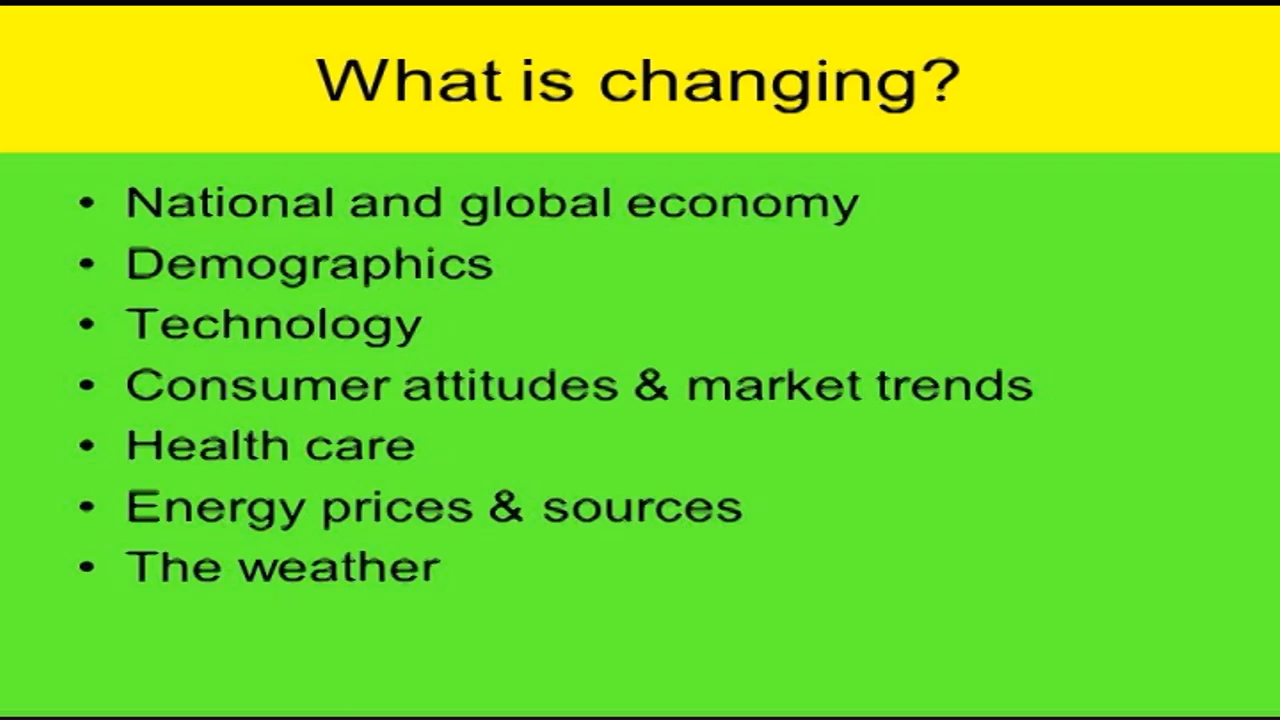 What is changing?
• National and global economy
• Demographics
• Technology
• Consumer attitudes & market trends
• Health care
• Energy prices & sources
• The weather